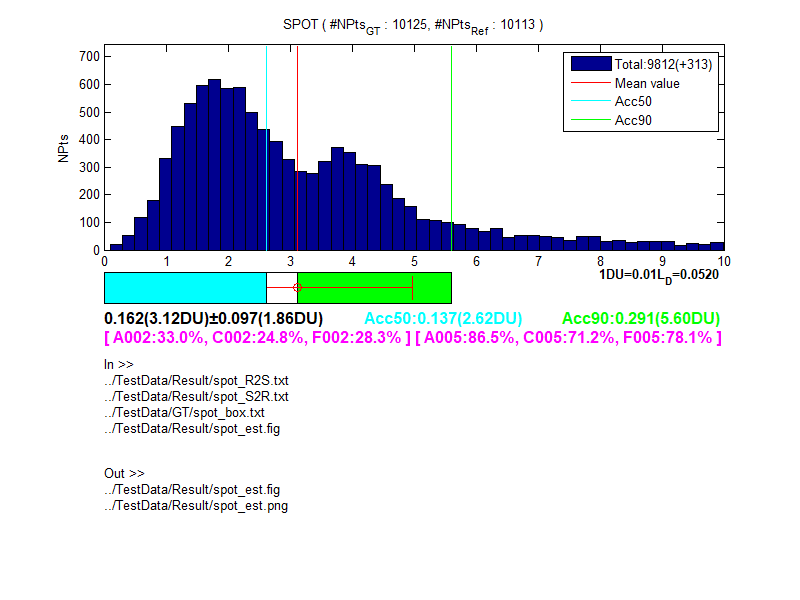 SPOT ( #NPtsGT : 10125, #NPtsRef : 10113 )
700
600
500
400
300
200
100
0
NPts
Total:9812(+313)
Mean value
Acc50
Acc90
0 1 2 3 4 5 6 7 8 9 10
1DU=0.01LD=0.0520
0.162(3.12DU)±0.097(1.86DU) Acc50:0.137(2.62DU) Acc90:0.291(5.60DU)
[ A002:33.0%, C002:24.8%, F002:28.3% ] [ A005:86.5%, C005:71.2%, F005:78.1% ]
In >>
../TestData/Result/spot_R2S.txt
../TestData/Result/spot_S2R.txt
../TestData/GT/spot_box.txt
../TestData/Result/spot_est.fig
Out >>
../TestData/Result/spot_est.fig
../TestData/Result/spot_est.png